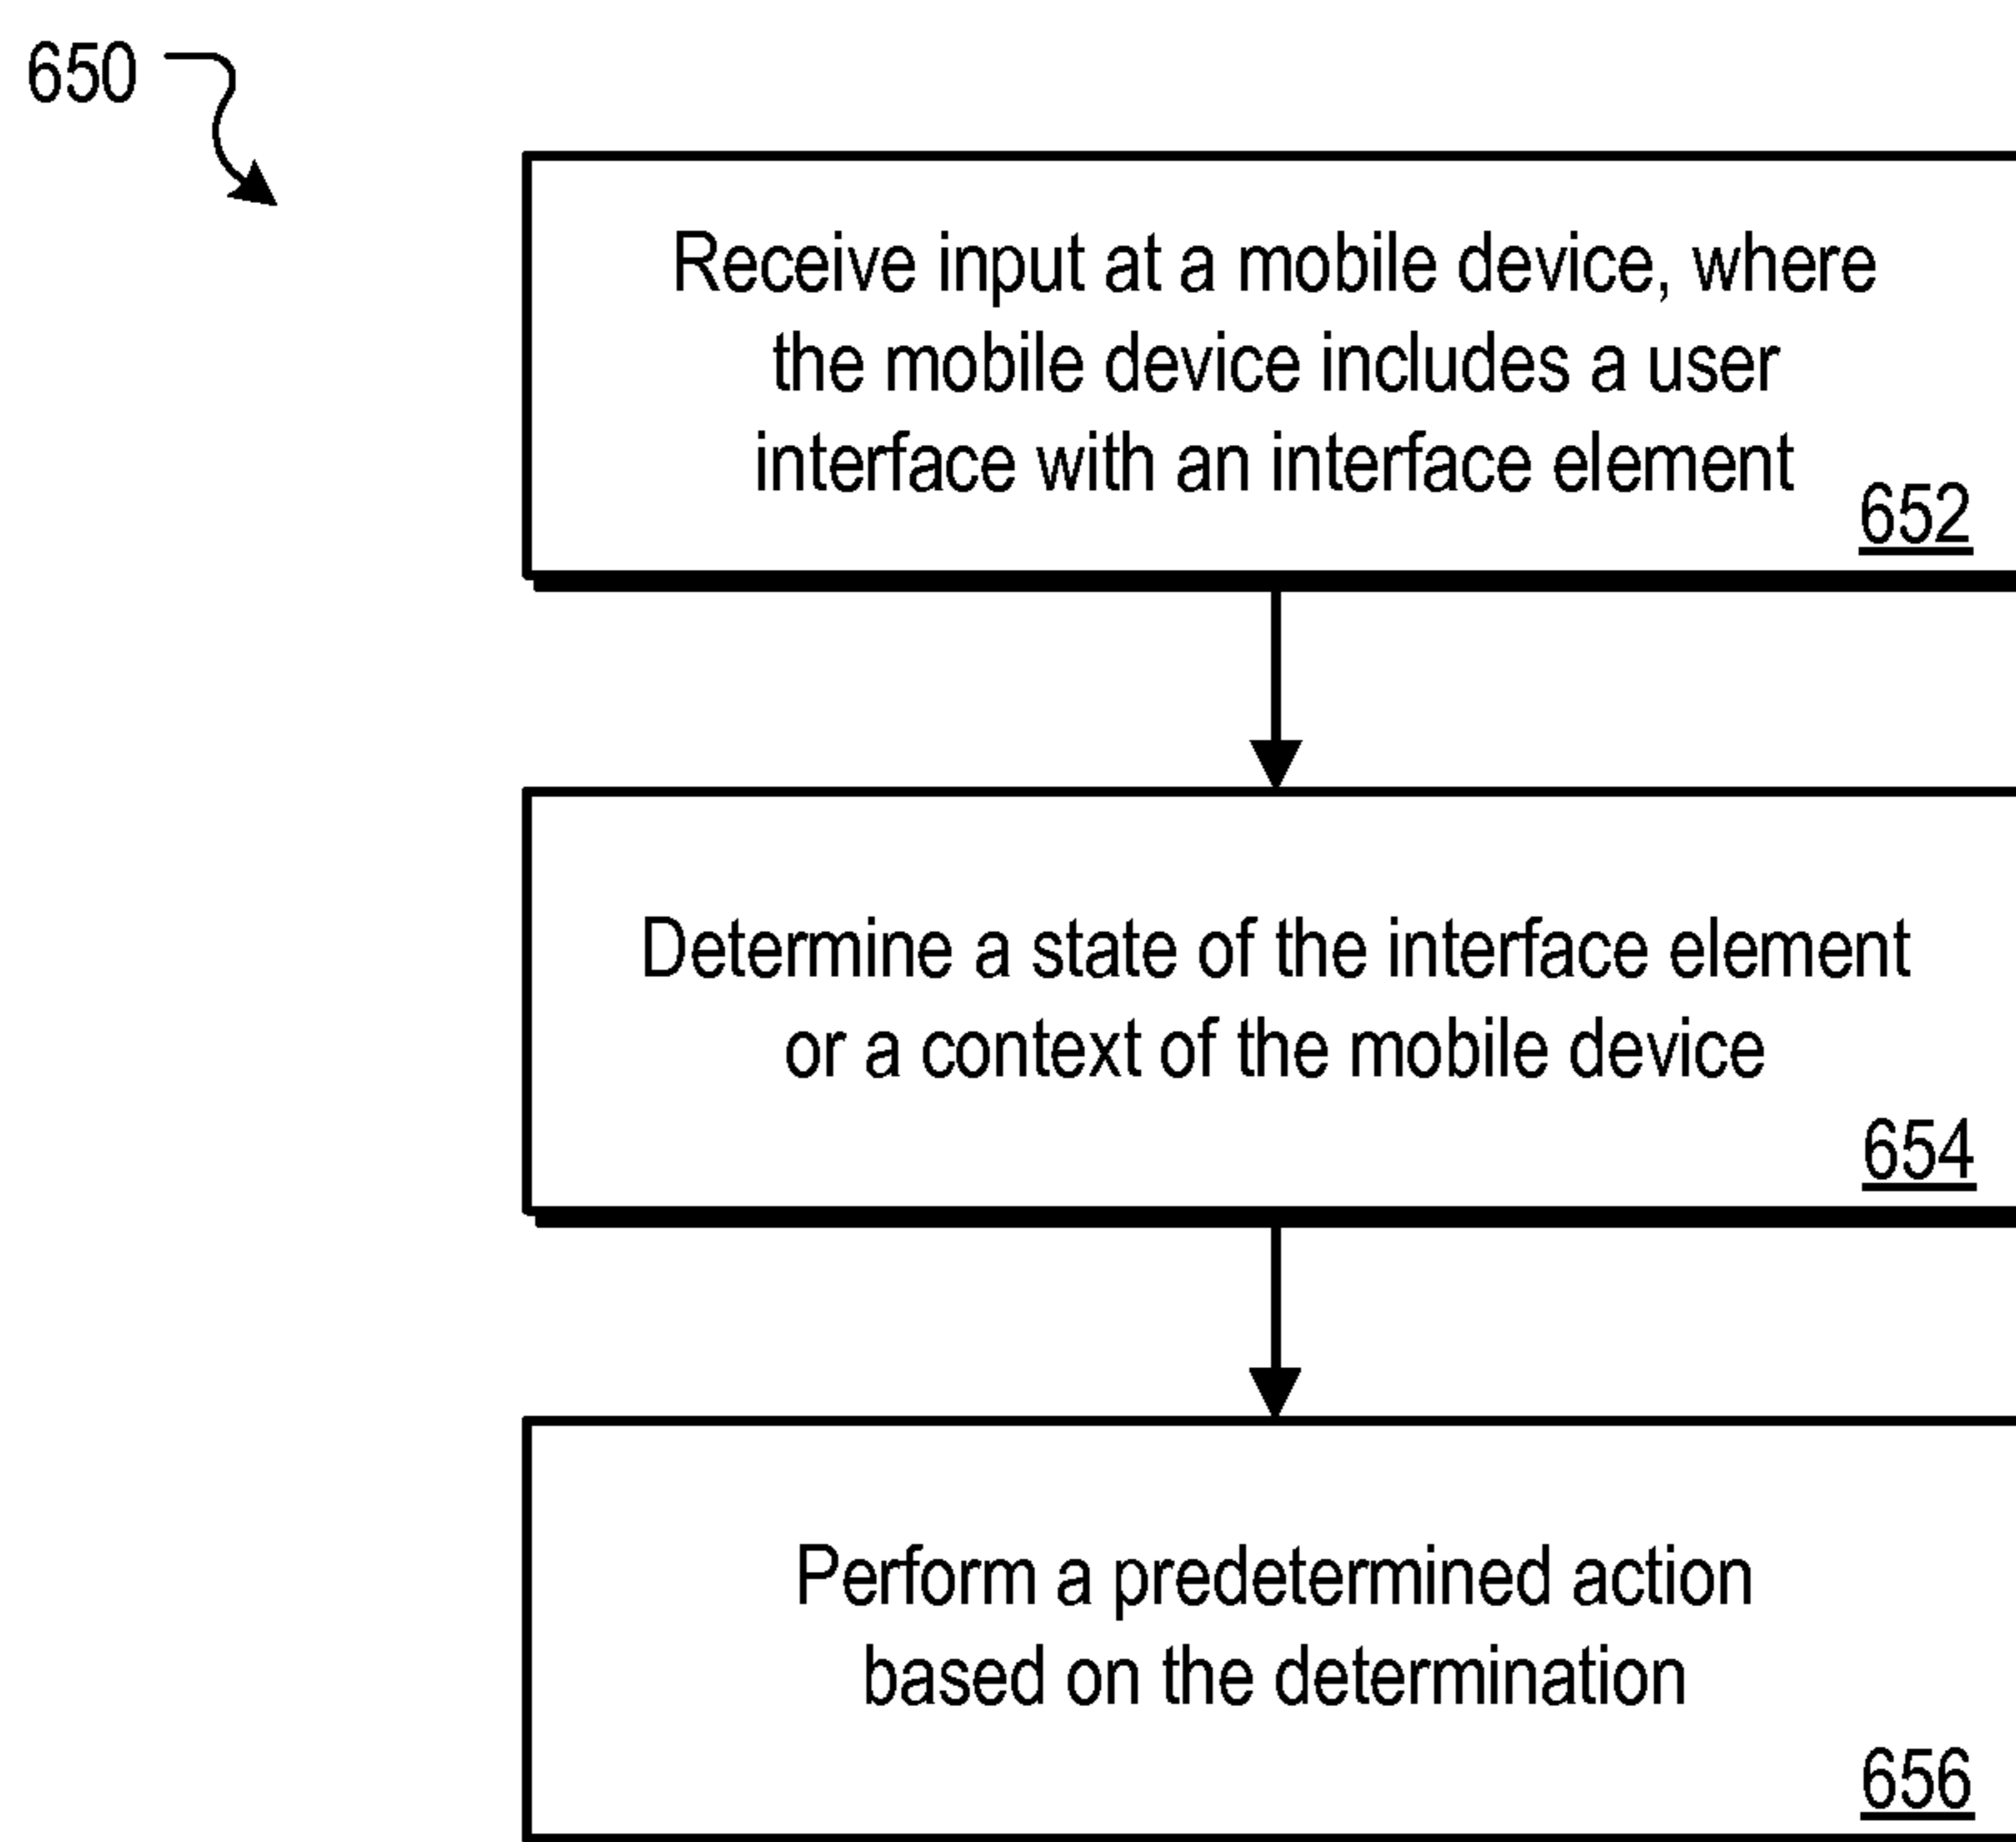 650
Receive input at a mobile device, where
the mobile device includes a user
interface with an interface element
652
Determine a state of the interface element
or a context of the mobile device
654
Perform a predetermined action
based on the determination
656